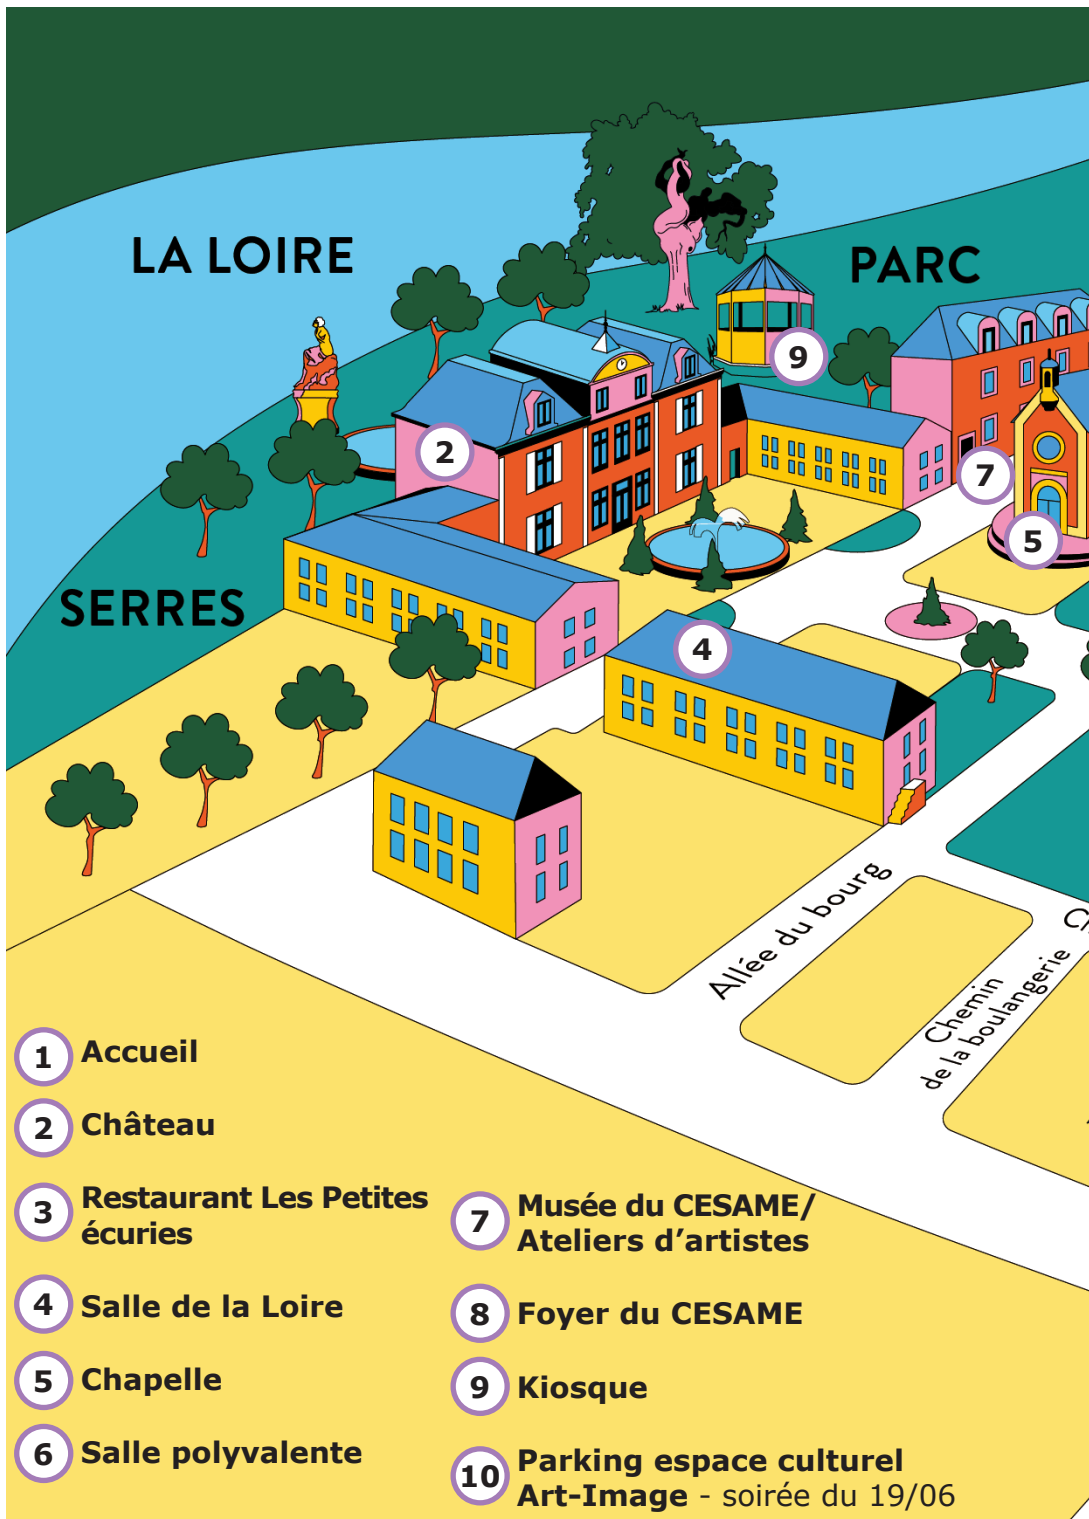 LA LOIRE
PARC
9
2
7
5
SERRES
4
Allée du bourg
Chemin
de la boulangerie
1 Accueil
2 Château
3 Restaurant Les Petites
écuries
4 Salle de la Loire
5 Chapelle
6 Salle polyvalente
7 Musée du CESAME/
Ateliers d’artistes
8 Foyer du CESAME
9 Kiosque
10 Parking espace culturel
Art-Image - soirée du 19/06